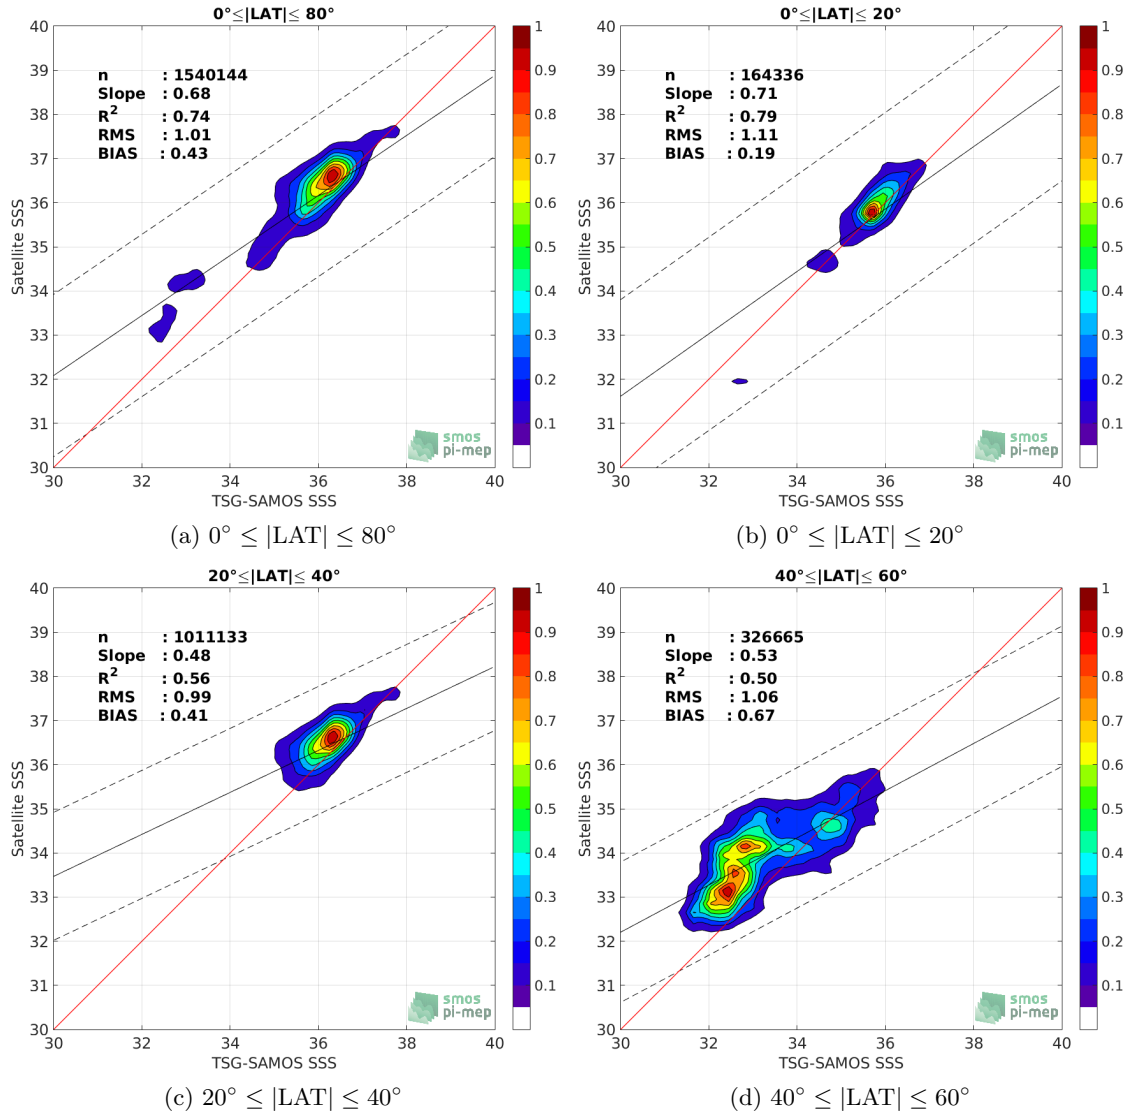 0°≤|LAT|≤ 80°
n : 1540144
Slope : 0.68
R² : 0.74
RMS : 1.01
BIAS : 0.43
40
39
38
37
36
35
34
33
32
31
30
Satellite SSS
30 32 34 36 38 40
TSG-SAMOS SSS
smos
pi-mep
1
0.9
0.8
0.7
0.6
0.5
0.4
0.3
0.2
0.1
(a) 0° ≤ |LAT| ≤ 80°
0°≤|LAT|≤ 20°
n : 164336
Slope : 0.71
R² : 0.79
RMS : 1.11
BIAS : 0.19
40
39
38
37
36
35
34
33
32
31
30
Satellite SSS
30 32 34 36 38 40
TSG-SAMOS SSS
smos
pi-mep
1
0.9
0.8
0.7
0.6
0.5
0.4
0.3
0.2
0.1
(b) 0° ≤ |LAT| ≤ 20°
20°≤|LAT|≤ 40°
n : 1011133
Slope : 0.48
R² : 0.56
RMS : 0.99
BIAS : 0.41
40
39
38
37
36
35
34
33
32
31
30
Satellite SSS
30 32 34 36 38 40
TSG-SAMOS SSS
smos
pi-mep
1
0.9
0.8
0.7
0.6
0.5
0.4
0.3
0.2
0.1
(c) 20° ≤ |LAT| ≤ 40°
40°≤|LAT|≤ 60°
n : 326665
Slope : 0.53
R² : 0.50
RMS : 1.06
BIAS : 0.67
40
39
38
37
36
35
34
33
32
31
30
Satellite SSS
30 32 34 36 38 40
TSG-SAMOS SSS
smos
pi-mep
1
0.9
0.8
0.7
0.6
0.5
0.4
0.3
0.2
0.1
(d) 40° ≤ |LAT| ≤ 60°